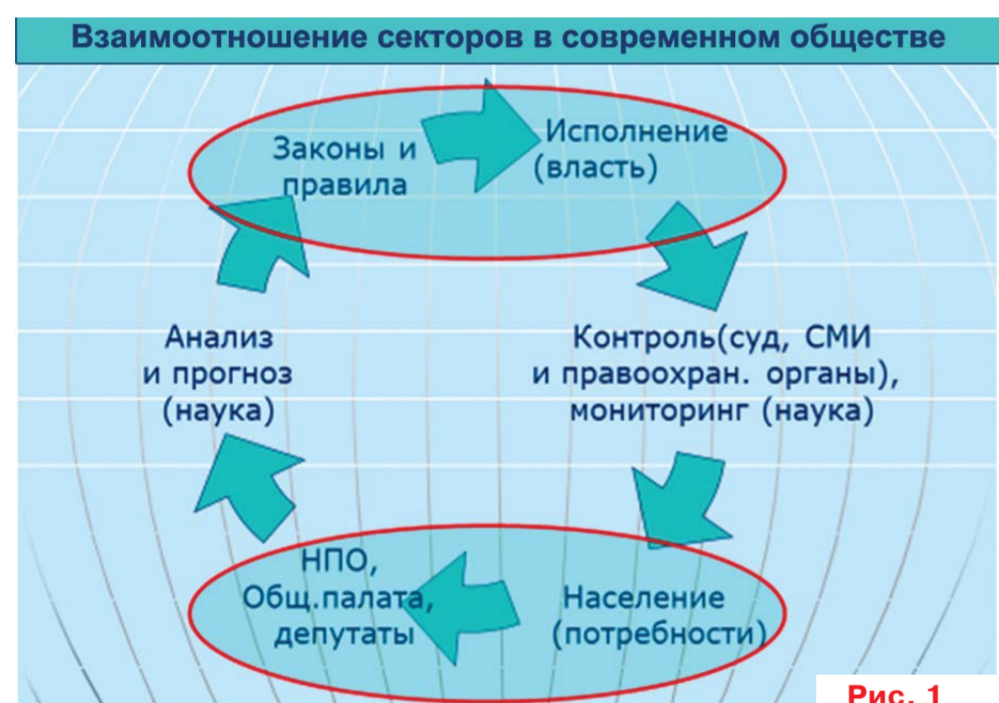 Взаимоотношение секторов в современном обществе
Законы и
правила
Исполнение
(власть)
Анализ
и прогноз
(наука)
Контроль(суд, СМИ
и правоохран. органы),
мониторинг (наука)
НПО,
Общ.палата,
депутаты
Население
(потребности)
Рис. 1